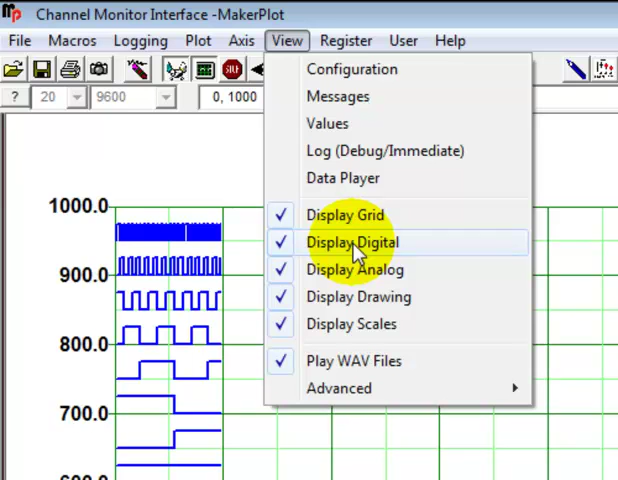 mp Channel Monitor Interface -MakerPlot
File Macros Logging Plot Axis View Register User Help
? 20 9600 0, 1000
Configuration
Messages
Values
Log (Debug/Immediate)
Data Player
Display Grid
Display Digital
Display Analog
Display Drawing
Display Scales
Play WAV Files
Advanced
1000.0
900.0
800.0
700.0